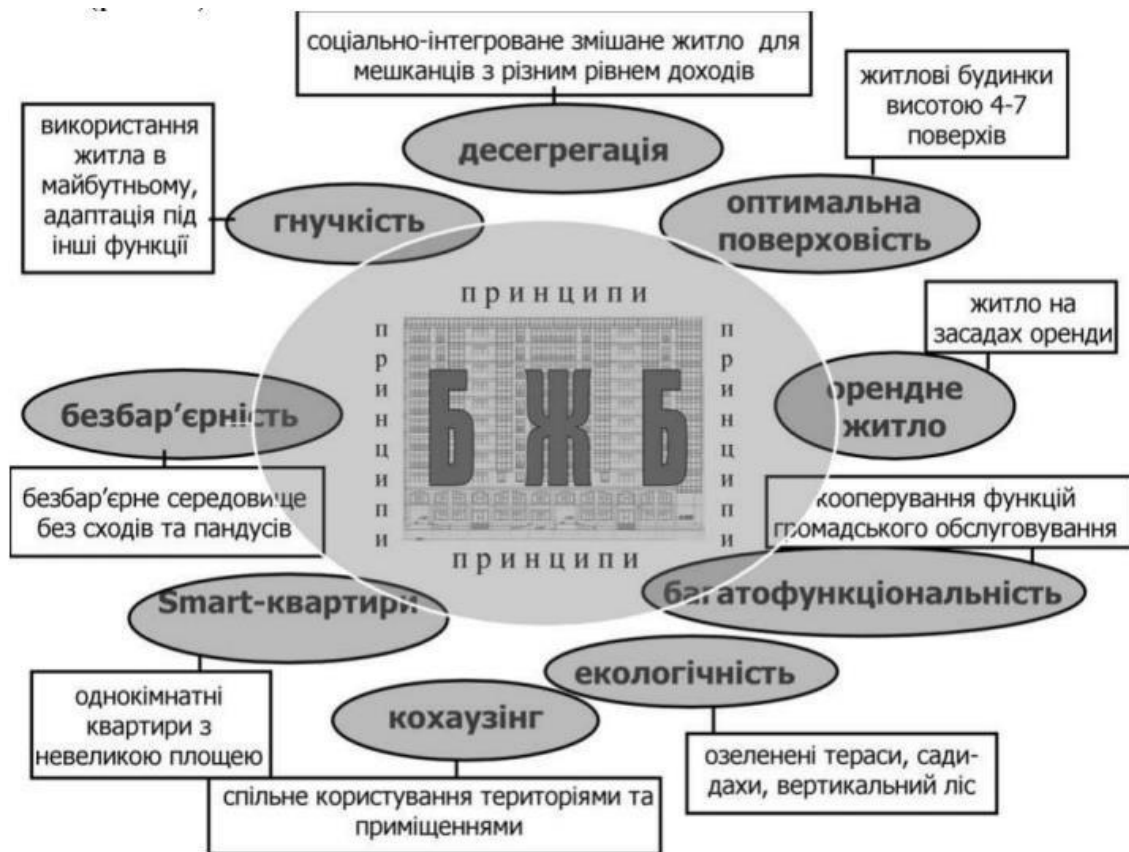 соціально-інтегроване змішане житло для
мешканців з різним рівнем доходів
десегрегація
житлові будинки
висотою 4-7
поверхів
оптимальна
поверховість
використання
житла в
майбутньому,
адаптація під
інші функції
гнучкість
принципи
принципи
БЖБ
принципи
принципи
житло на
засадах оренди
орендне
житло
безбар’єрність
безбар’єрне середовище
без сходів та пандусів
кооперування функцій
громадського обслуговування
багатофункціональність
Smart-квартири
однокімнатні
квартири з
невеликою площею
екологічність
озеленені тераси, сади-
дахи, вертикальний ліс
кохаузінг
спільне користування територіями та
приміщеннями